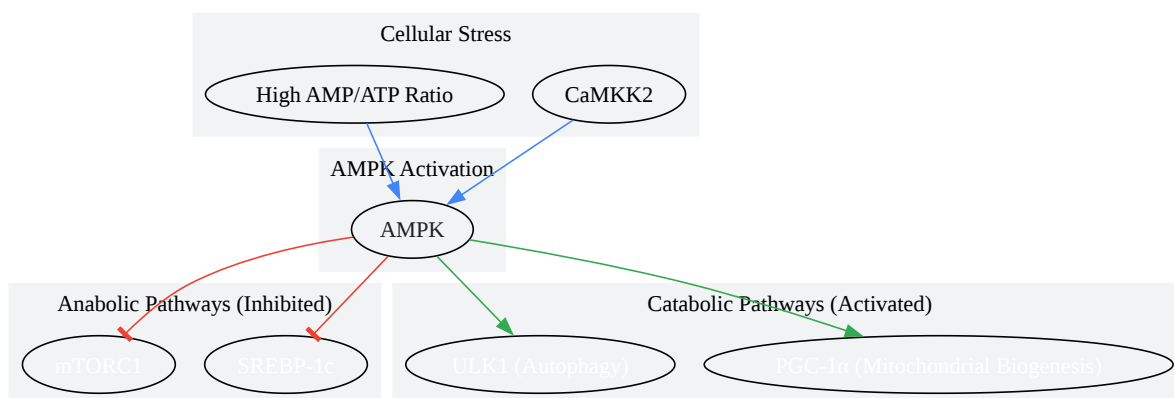 Cellular Stress
High AMP/ATP Ratio
CaMKK2
AMPK Activation
AMPK
Anabolic Pathways (Inhibited)
Catabolic Pathways (Activated)
mTORC1
SREBP-1c
ULK1 (Autophagy)
PGC-1α (Mitochondrial Biogenesis)